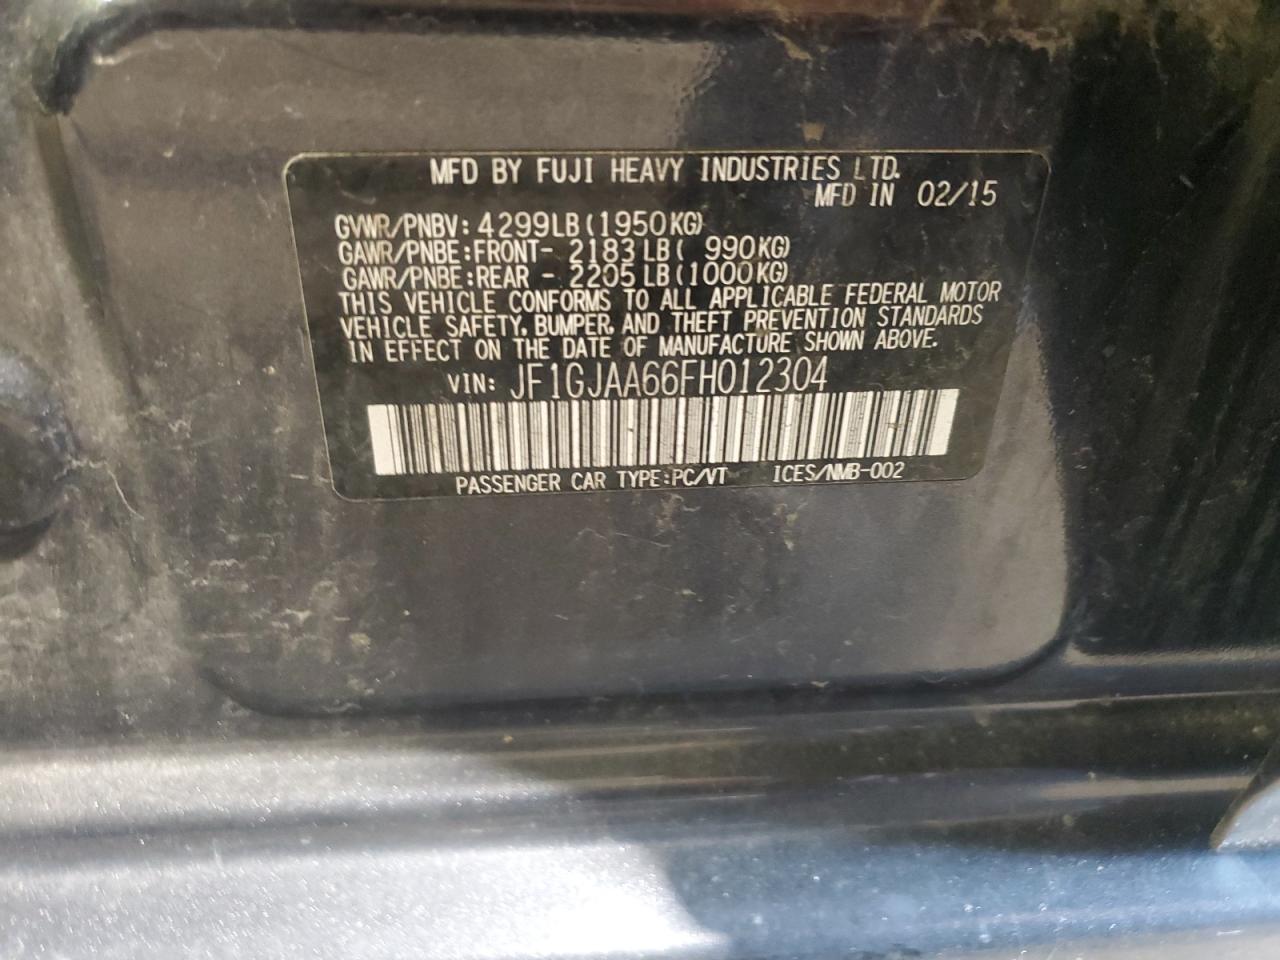 MFD BY FUJI HEAVY INDUSTRIES LTD.
MFD IN 02/15
GVWR/PNBV: 4299LB(1950KG)
GAWR/PNBE:FRONT- 2183LB( 990KG)
GAWR/PNBE:REAR - 2205LB(1000KG)
THIS VEHICLE CONFORMS TO ALL APPLICABLE FEDERAL MOTOR
VEHICLE SAFETY, BUMPER, AND THEFT PREVENTION STANDARDS
IN EFFECT ON THE DATE OF MANUFACTURE SHOWN ABOVE.
VIN: JF1GJAA66FH012304
PASSENGER CAR TYPE:PC/VT ICES/NMB-002